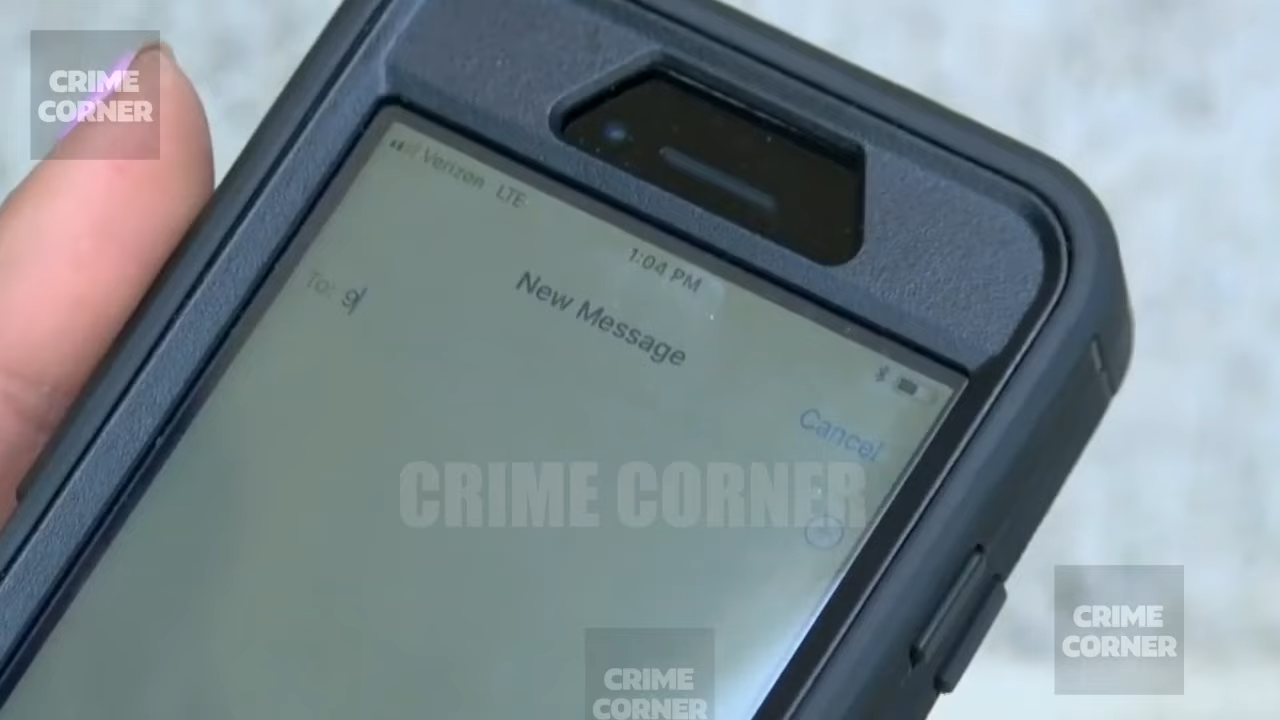 CRIME
CORNER
Verizon LTE
1:04 PM
New Message
To: 9
Cancel
CRIME CORNER
CRIME
CORNER
CRIME
CORNER